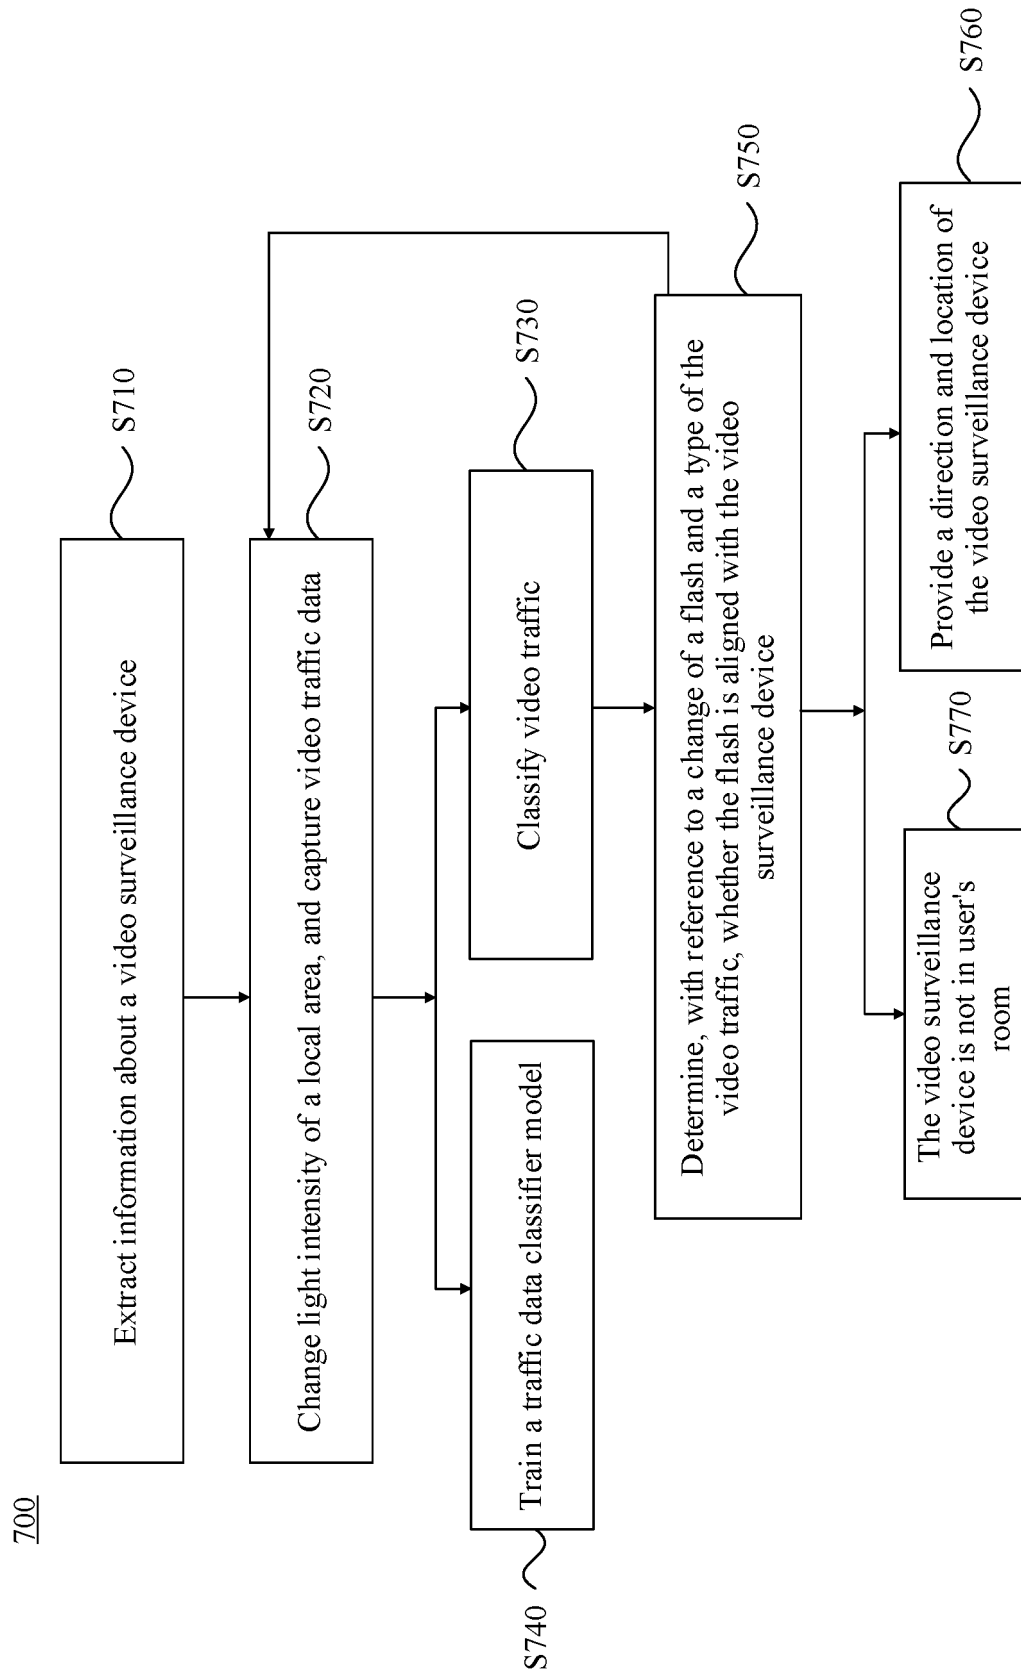 700
Extract information about a video surveillance device
S710
Change light intensity of a local area, and capture video traffic data
S720
Train a traffic data classifier model
S740
Classify video traffic
S730
Determine, with reference to a change of a flash and a type of the
video traffic, whether the flash is aligned with the video
surveillance device
S750
The video surveillance
device is not in user's
room
S770
Provide a direction and location of
the video surveillance device
S760